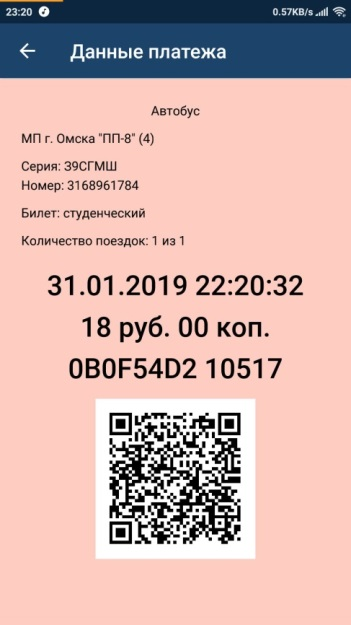 23:20 0.57KB/s
Данные платежа
Автобус
МП г. Омска "ПП-8" (4)
Серия: З9СГМШ
Номер: 3168961784
Билет: студенческий
Количество поездок: 1 из 1
31.01.2019 22:20:32
18 руб. 00 коп.
0B0F54D2 10517